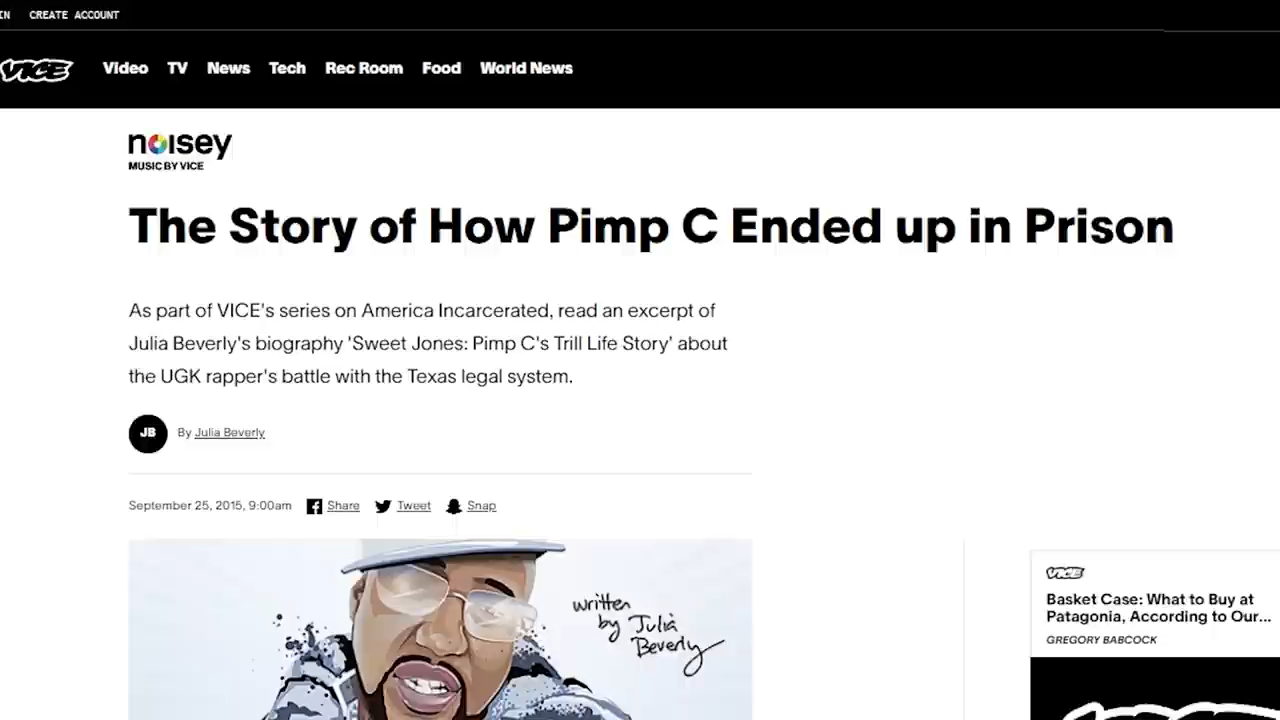 CREATE ACCOUNT
VICE
Video TV News Tech Rec Room Food World News
noisey
MUSIC BY VICE
The Story of How Pimp C Ended up in Prison
As part of VICE's series on America Incarcerated, read an excerpt of
Julia Beverly's biography 'Sweet Jones: Pimp C's Trill Life Story' about
the UGK rapper's battle with the Texas legal system.
JB
By Julia Beverly
September 25, 2015, 9:00am Share Tweet Snap
written
by Julia
Beverly
VICE
Basket Case: What to Buy at
Patagonia, According to Our...
GREGORY BABCOCK